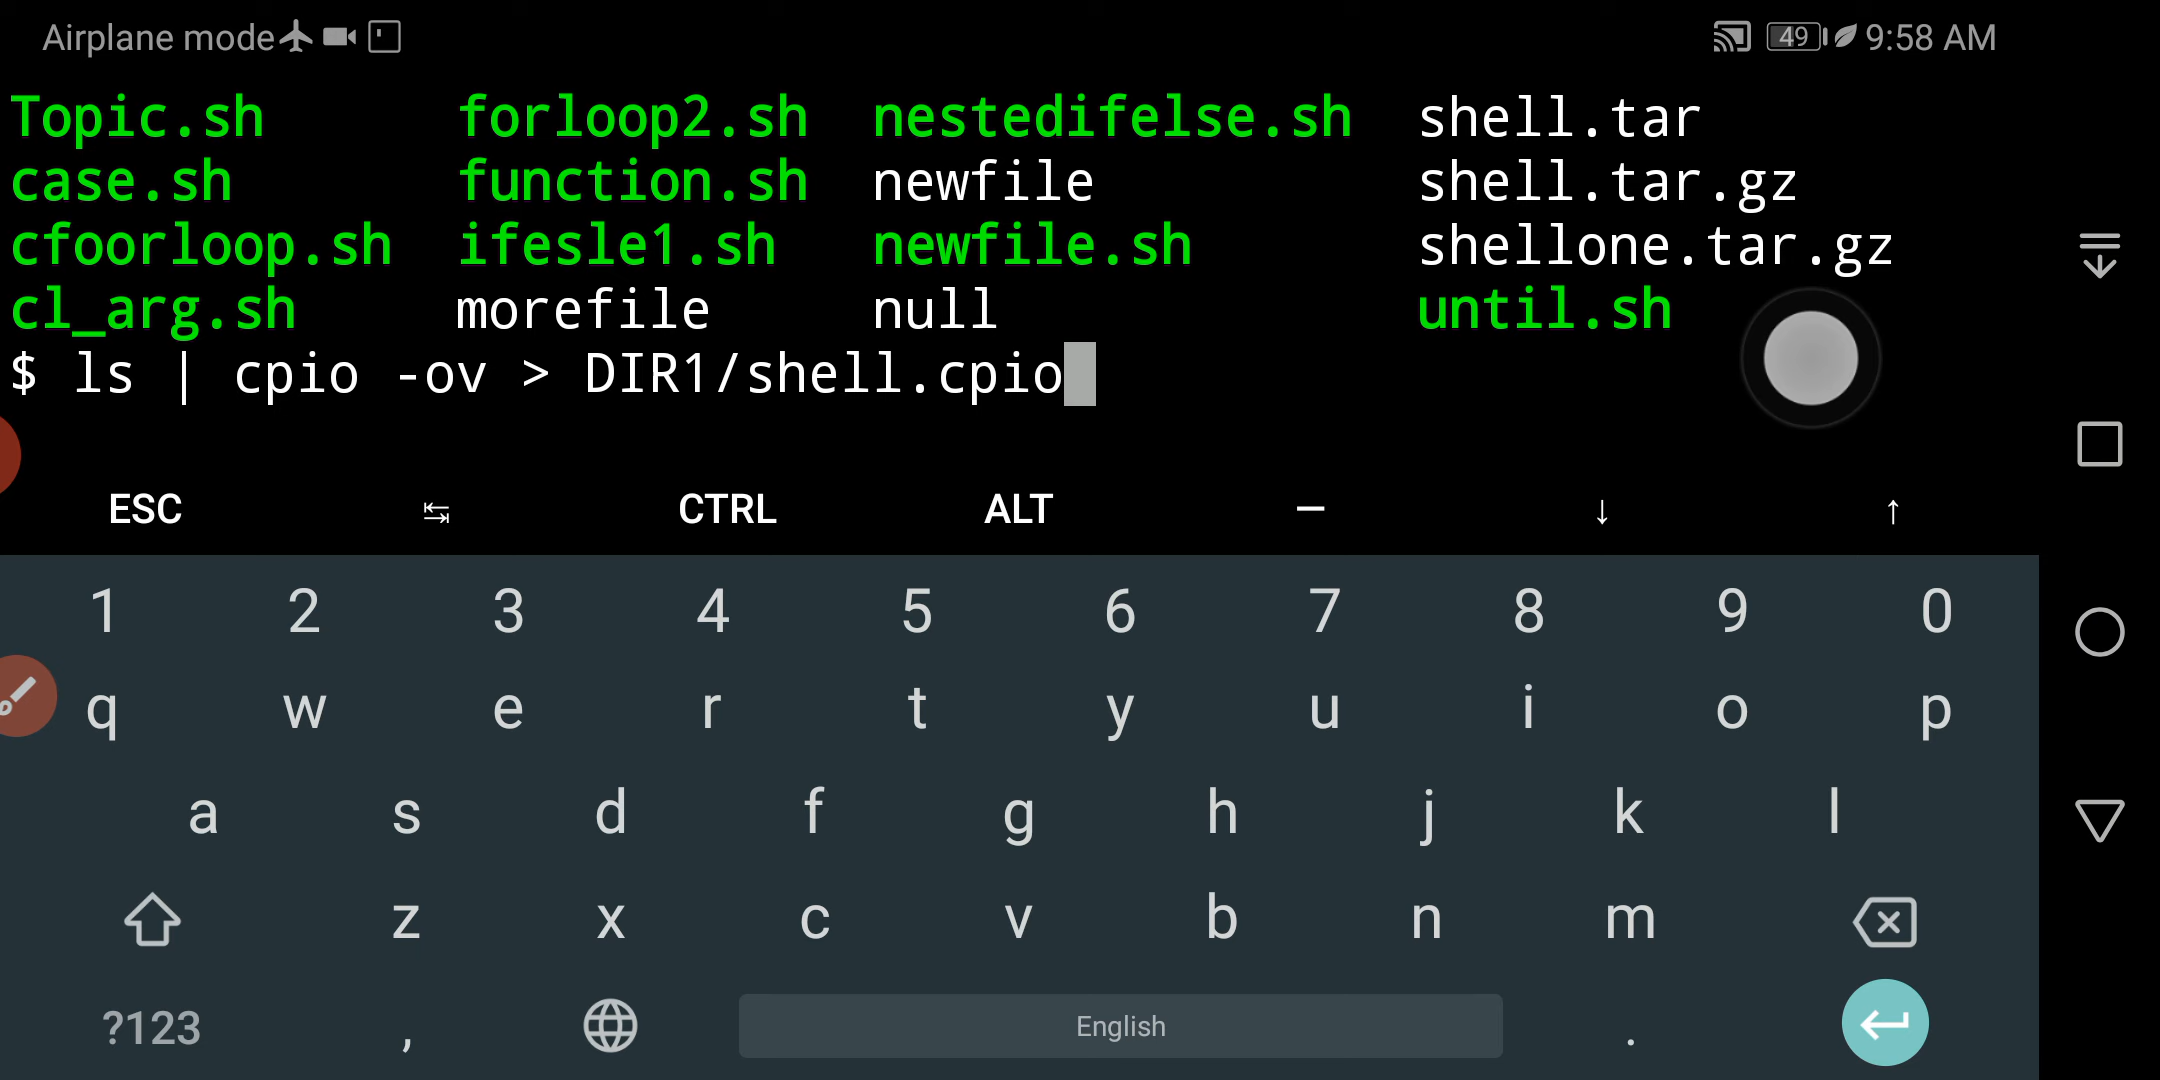 Airplane mode 49 9:58 AM
Topic.sh forloop2.sh nestedifelse.sh shell.tar
case.sh function.sh newfile shell.tar.gz
cfoorloop.sh ifesle1.sh newfile.sh shellone.tar.gz
cl_arg.sh morefile null until.sh
$ ls | cpio -ov > DIR1/shell.cpio
ESC ↹ CTRL ALT — ↓ ↑
1 2 3 4 5 6 7 8 9 0
q w e r t y u i o p
a s d f g h j k l
z x c v b n m
?123 , English .